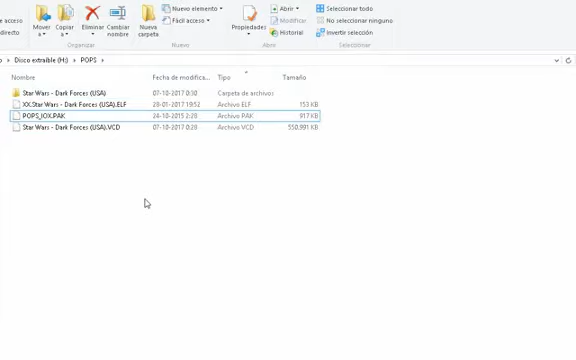 e acceso
directo
Mover a
Copiar a
Eliminar
Cambiar nombre
Organizar
Nueva carpeta
Nuevo elemento
Fácil acceso
Nuevo
Propiedades
Abrir
Modificar
Historial
Abrir
Seleccionar todo
No seleccionar ninguno
Invertir selección
Seleccionar
Disco extraíble (H:) > POPS >
Nombre Fecha de modifica... Tipo Tamaño
Star Wars - Dark Forces (USA) 07-10-2017 0:30 Carpeta de archivos
XX.Star Wars - Dark Forces (USA).ELF 20-01-2017 19:52 Archivo ELF 153 KB
POPS_IOX.PAK 24-10-2015 2:28 Archivo PAK 917 KB
Star Wars - Dark Forces (USA).VCD 07-10-2017 0:28 Archivo VCD 550.991 KB